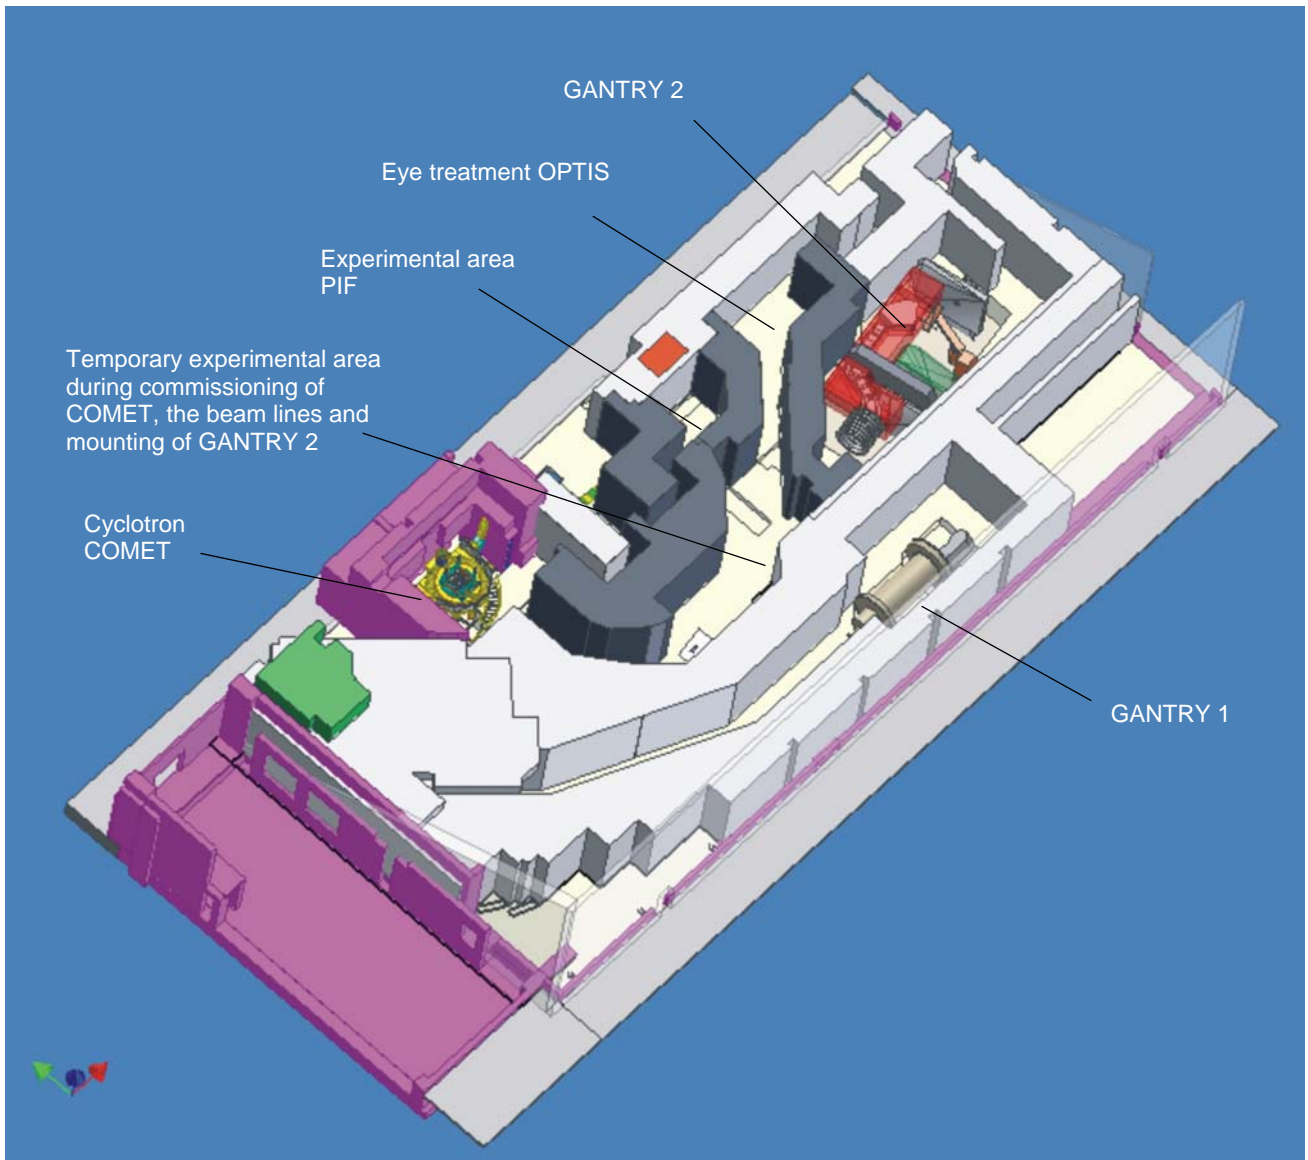 GANTRY 2
Eye treatment OPTIS
Experimental area
PIF
Temporary experimental area
during commissioning of
COMET, the beam lines and
mounting of GANTRY 2
Cyclotron
COMET
GANTRY 1